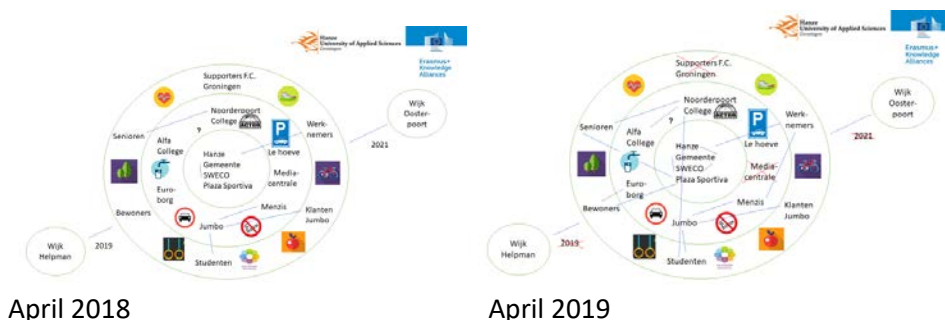 Hanze
University of Applied Sciences
Groningen
Erasmus+
Knowledge
Alliances
Supporters F.C.
Groningen
Wijk
Ooster-
poort
Noorderpoort
College
ACTOR
Senioren
?
P
Werk-
nemers
2021
Alfa
College
Hanze
Gemeente
SWECO
Plaza Sportiva
Le hoeve
Media-
centrale
Euro-
borg
Menzis
Bewoners
Klanten
Jumbo
Jumbo
Wijk
Helpman
2019
Studenten
April 2018
Hanze
University of Applied Sciences
Groningen
Erasmus+
Knowledge
Alliances
Supporters F.C.
Groningen
Wijk
Ooster-
poort
Noorderpoort
College
ACTOR
Senioren
?
P
Werk-
nemers
2021
Alfa
College
Hanze
Gemeente
SWECO
Plaza Sportiva
Le hoeve
Media-
centrale
Euro-
borg
Menzis
Bewoners
Klanten
Jumbo
Jumbo
Wijk
Helpman
2019
Studenten
April 2019